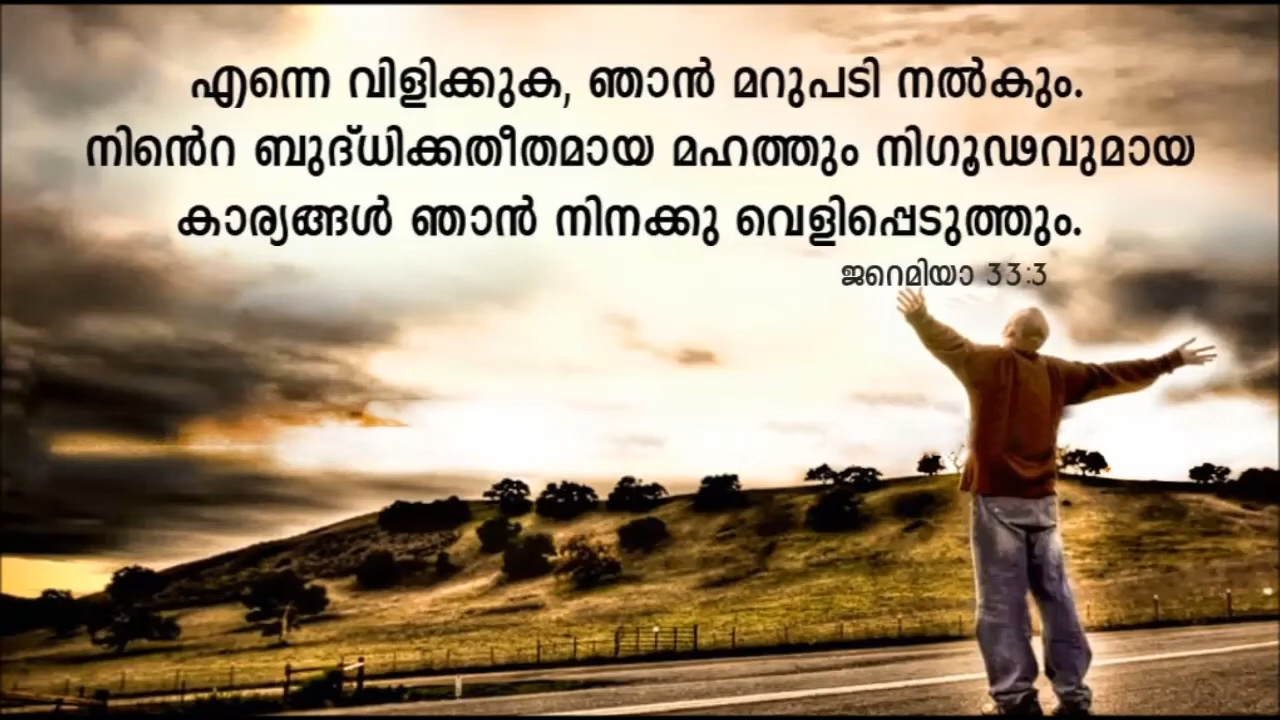 എന്നെ വിളിക്കുക, ഞാൻ മറുപടി നൽകും.
നിൻെറ ബുദ്ധിക്കതീതമായ മഹത്തും നിഗൂഢവുമായ
കാര്യങ്ങൾ ഞാൻ നിനക്കു വെളിപ്പെടുത്തും.
ജറെമിയാ 33:3